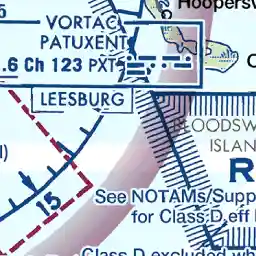 Hoopersv
VORTAC
PATUXENT
.6 Ch 123 PXT
LEESBURG
BLOODSW
ISLAN
R
15
See NOTAMs/Supp
for Class D eff
Class D excluded wh